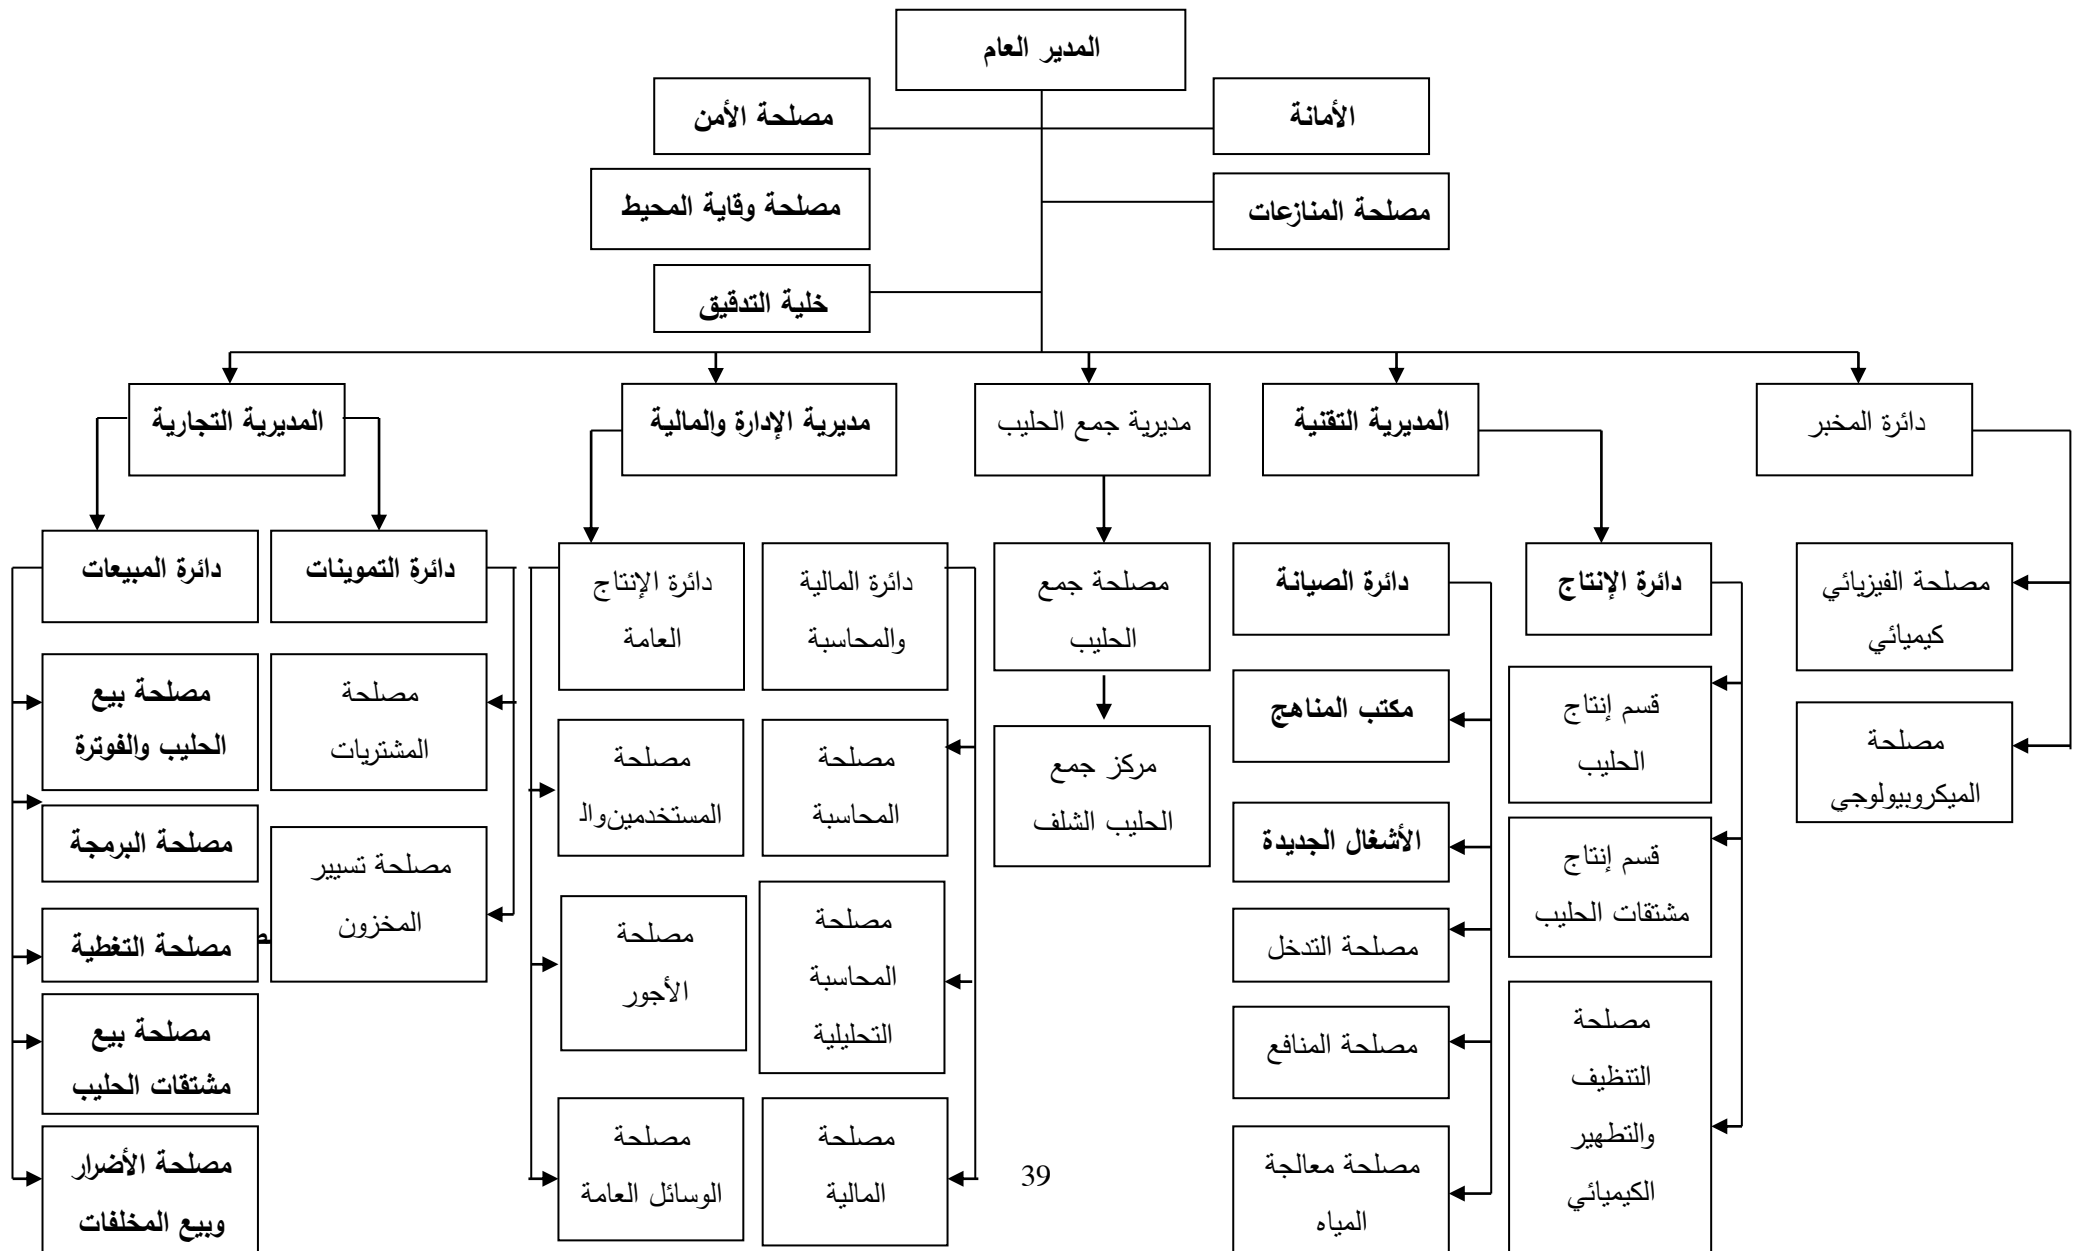 المدير العام
الأمانة
مصلحة الأمن
مصلحة المنازعات
مصلحة وقاية المحيط
خلية التدقيق
دائرة المخبر
المديرية التقنية
مديرية جمع الحليب
مديرية الإدارة والمالية
المديرية التجارية
مصلحة الفيزيائي
كيميائي
مصلحة
الميكروبيولوجي
دائرة الإنتاج
قسم إنتاج
الحليب
قسم إنتاج
مشتقات الحليب
مصلحة
التنظيف
والتطهير
الكيميائي
دائرة الصيانة
مكتب المناهج
الأشغال الجديدة
مصلحة التدخل
مصلحة المنافع
مصلحة معالجة
المياه
مصلحة جمع
الحليب
مركز جمع
الحليب الشلف
دائرة المالية
والمحاسبة
مصلحة
المحاسبة
مصلحة
المحاسبة
التحليلية
مصلحة
المالية
دائرة الإنتاج
العامة
مصلحة
المستخدمين وال
مصلحة
الأجور
مصلحة
الوسائل العامة
دائرة التموينات
مصلحة
المشتريات
مصلحة تسيير
المخزون
دائرة المبيعات
مصلحة بيع
الحليب والفوترة
مصلحة البرمجة
مصلحة التغطية
مصلحة بيع
مشتقات الحليب
مصلحة الأضرار
وبيع المخلفات
39